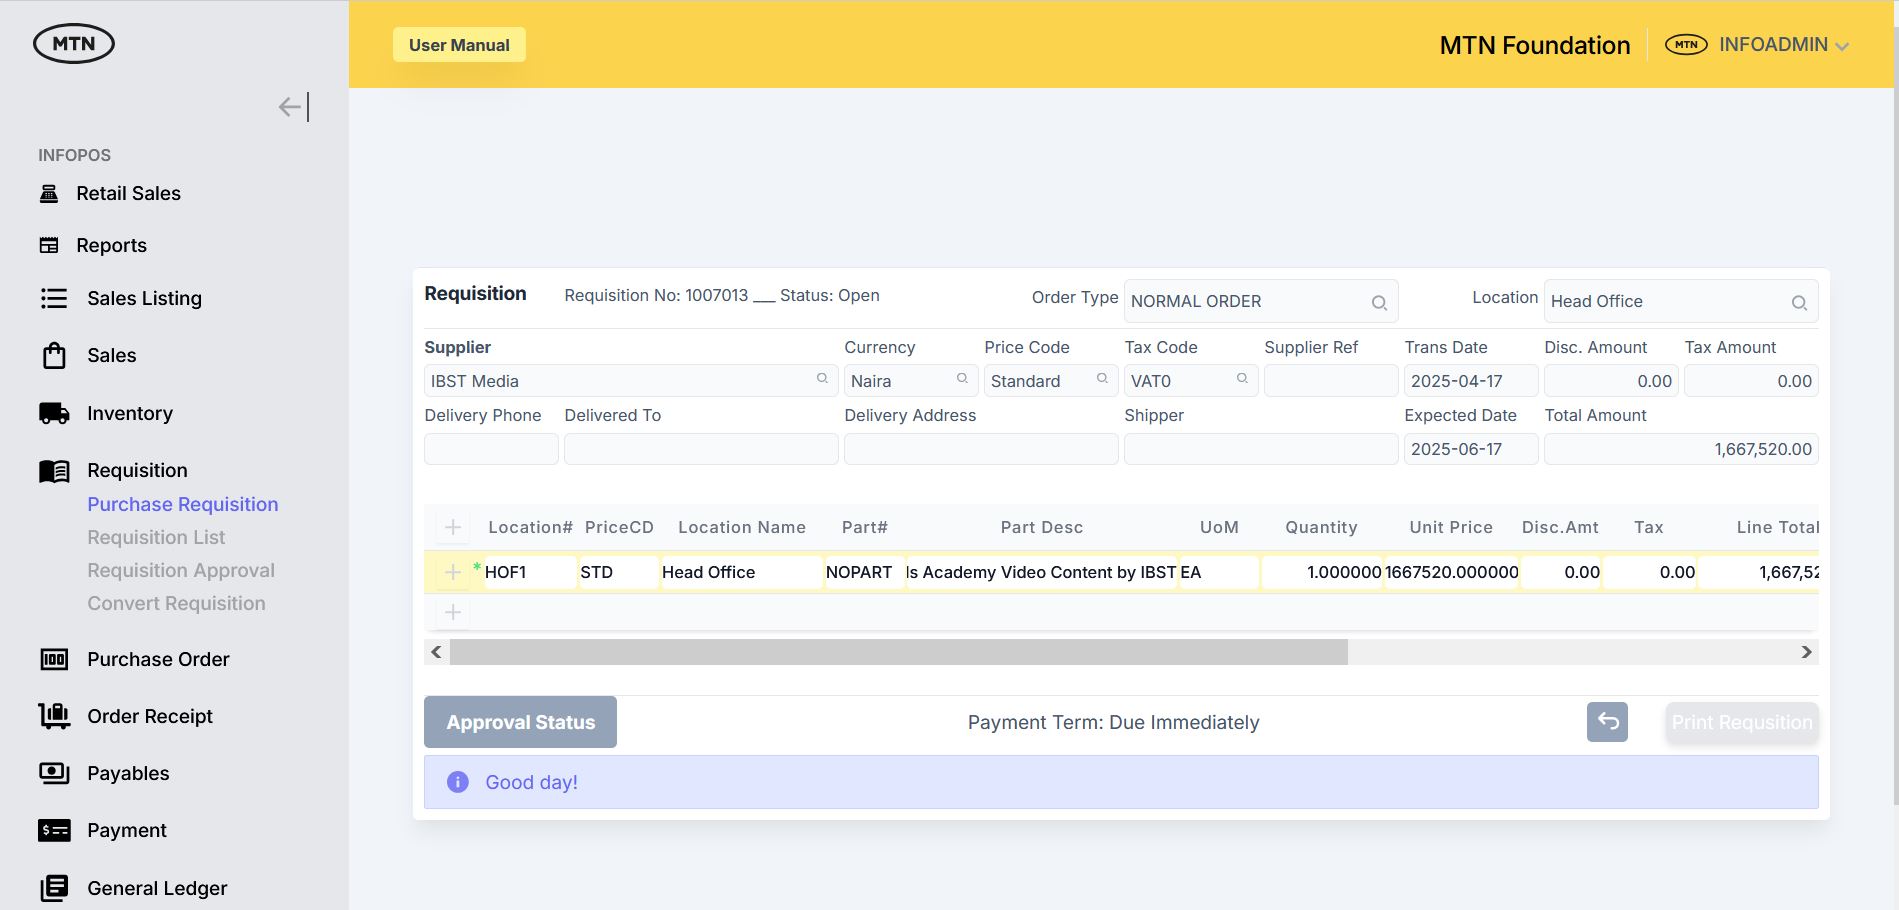 MTN
User Manual
MTN Foundation
MTN
INFOADMIN
INFOPOS
Retail Sales
Reports
Sales Listing
Sales
Inventory
Requisition
Purchase Requisition
Requisition List
Requisition Approval
Convert Requisition
Purchase Order
Order Receipt
Payables
Payment
General Ledger
Requisition Requisition No: 1007013 ___ Status: Open Order Type NORMAL ORDER Location Head Office
Supplier Currency Price Code Tax Code Supplier Ref Trans Date Disc. Amount Tax Amount
IBST Media Naira Standard VAT0 2025-04-17 0.00 0.00
Delivery Phone Delivered To Delivery Address Shipper Expected Date Total Amount
2025-06-17 1,667,520.00
Location# PriceCD Location Name Part# Part Desc UoM Quantity Unit Price Disc.Amt Tax Line Total
* HOF1 STD Head Office NOPART ls Academy Video Content by IBST EA 1.000000 1667520.000000 0.00 0.00 1,667,52
Approval Status Payment Term: Due Immediately Print Requsition
Good day!